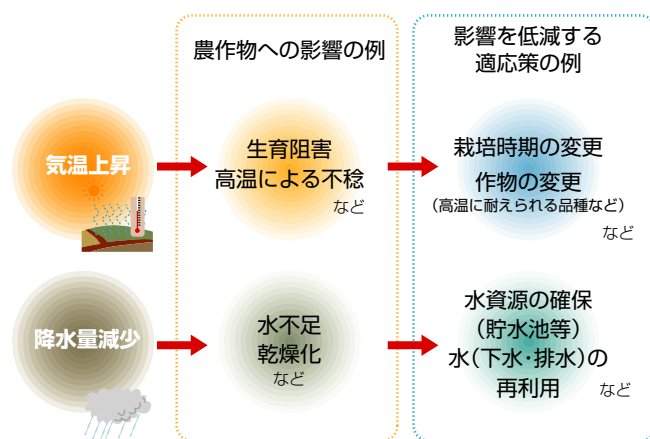 農作物への影響の例
影響を低減する
適応策の例
気温上昇
生育阻害
高温による不稔
など
栽培時期の変更
作物の変更
(高温に耐えられる品種など)
など
降水量減少
水不足
乾燥化
など
水資源の確保
(貯水池等)
水(下水・排水)の
再利用
など